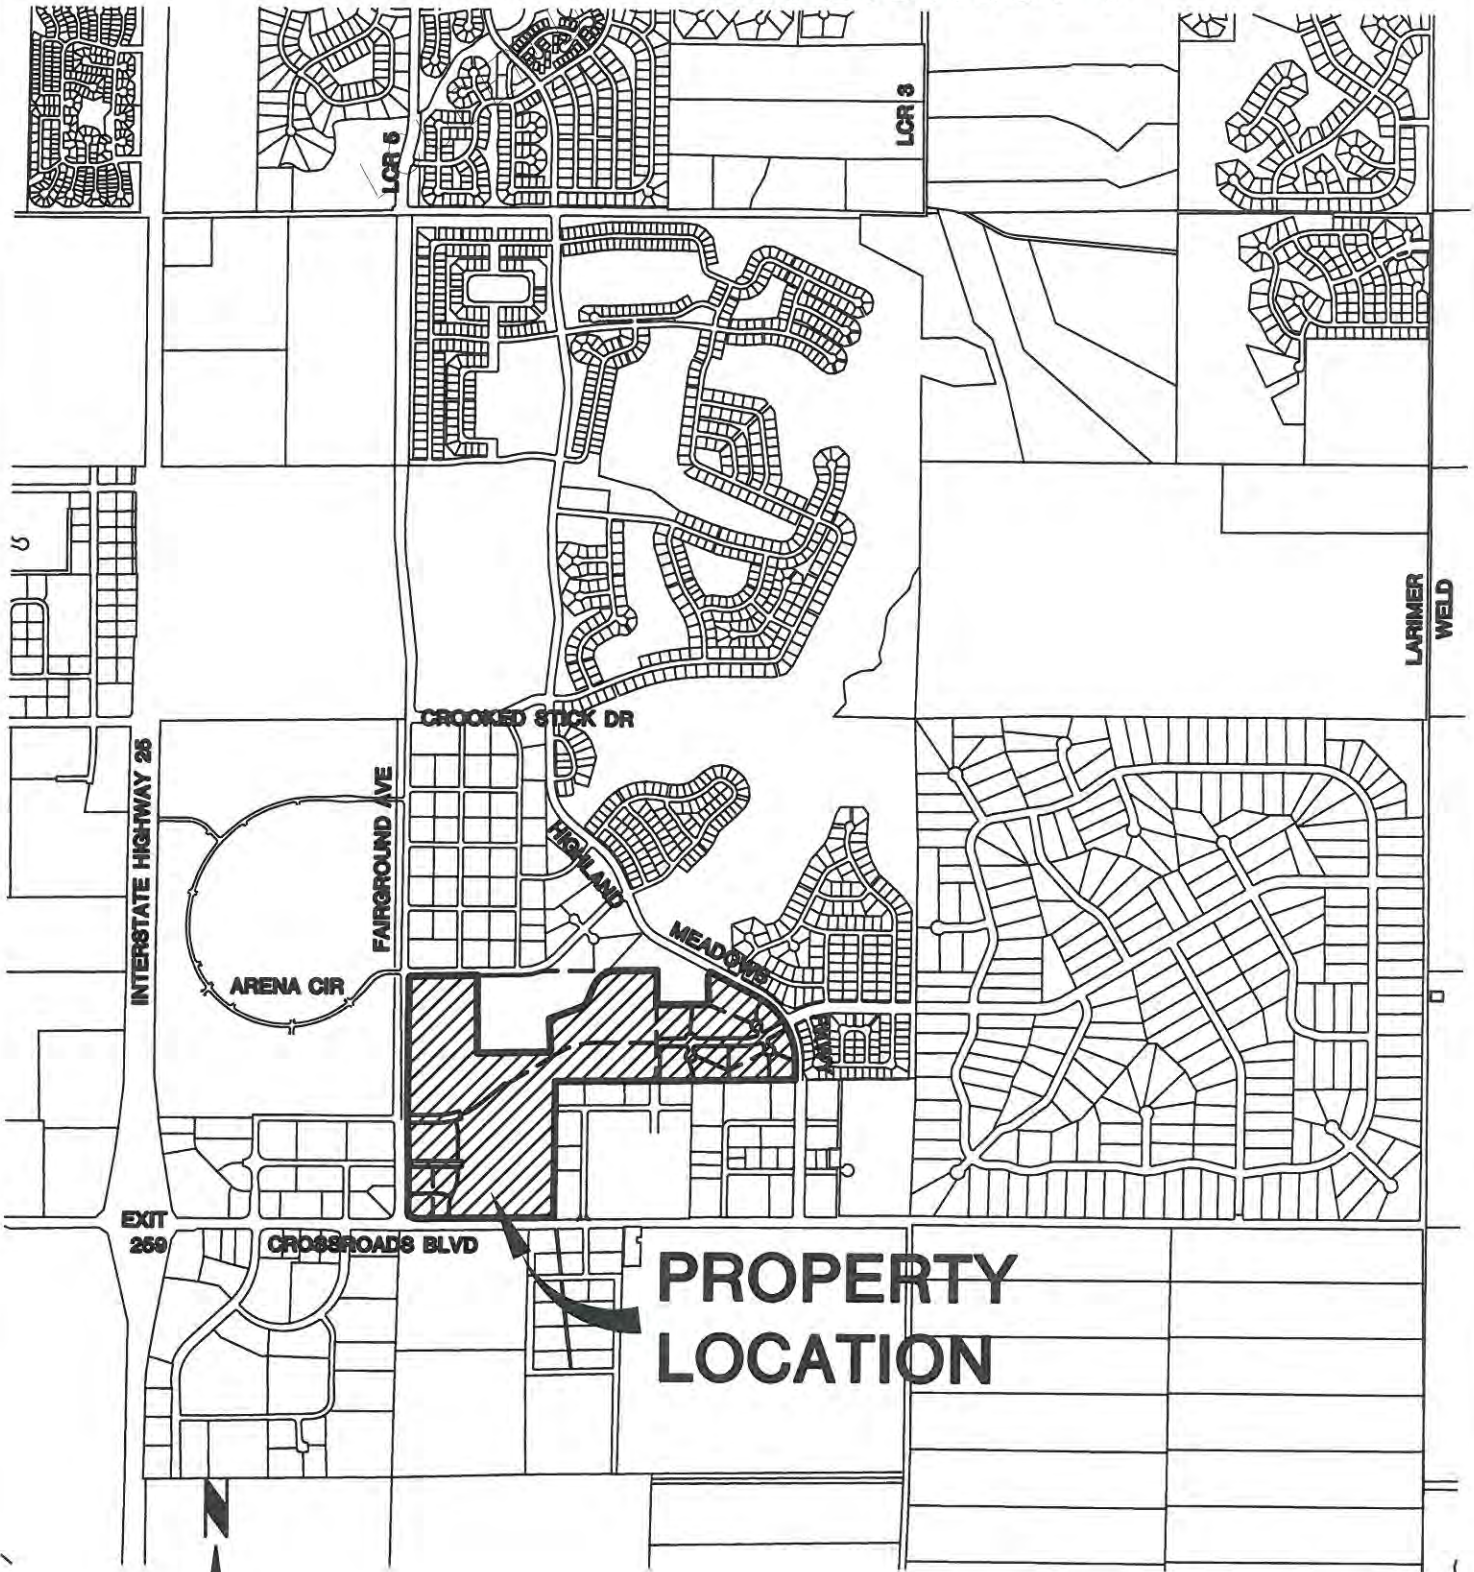 LCR 5
LCR 3
LARIMER
WELD
CROOKED STICK DR
INTERSTATE HIGHWAY 25
FAIRGROUND AVE
HIGHLAND
MEADOWS
ARENA CIR
PKWY
EXIT
259
CROSSROADS BLVD
PROPERTY
LOCATION
N